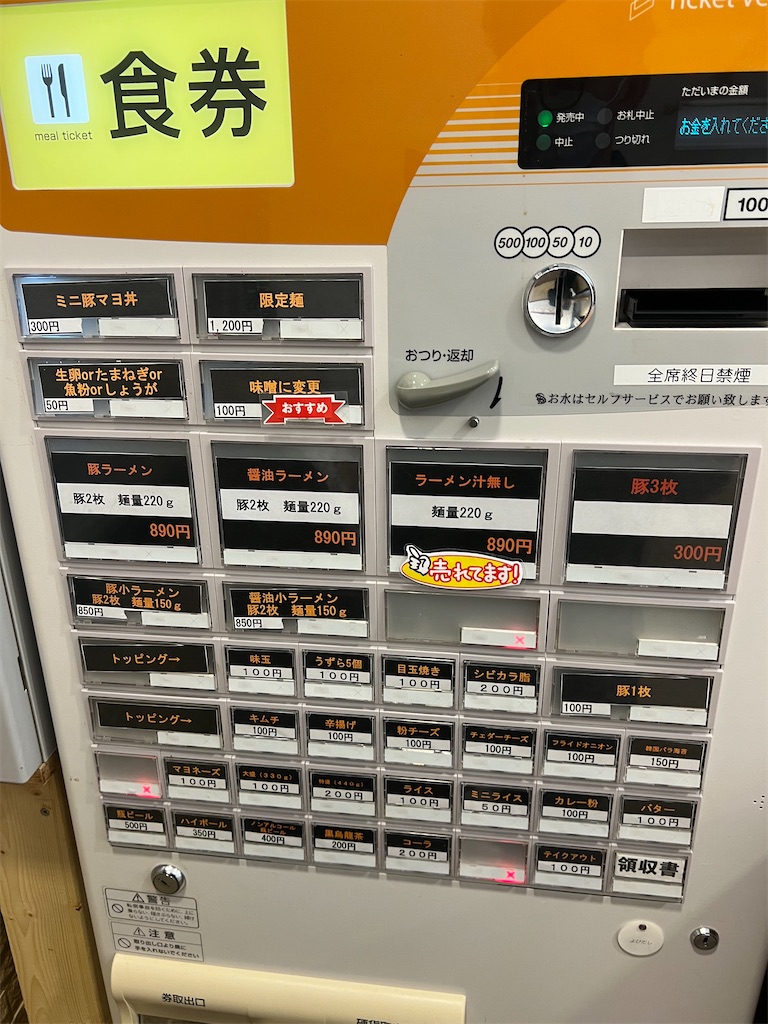 食券
meal ticket
ただいまの金額
発売中
お札中止
中止
つり切れ
500 100 50 10
100
おつり・返却
全席終日禁煙
お水はセルフサービスでお願い致します
ミニ豚マヨ丼
300円
限定麺
1,200円
生卵orたまねぎor
魚粉orしょうが
50円
味噌に変更
100円
おすすめ
豚ラーメン
豚2枚 麺量220g
890円
醤油ラーメン
豚2枚 麺量220g
890円
ラーメン汁無し
麺量220g
890円
売れてます!
豚3枚
300円
豚小ラーメン
豚2枚 麺量150g
850円
醤油小ラーメン
豚2枚 麺量150g
850円
トッピング→
味玉
100円
うずら5個
100円
目玉焼き
100円
シビカラ脂
200円
豚1枚
100円
トッピング→
キムチ
100円
辛揚げ
100円
粉チーズ
100円
チェダーチーズ
100円
フライドオニオン
100円
韓国バラ海苔
150円
マヨネーズ
100円
大盛(330g)
100円
特盛(440g)
200円
ライス
100円
ミニライス
50円
カレー粉
100円
バター
100円
瓶ビール
500円
ハイボール
350円
ノンアルコール
瓶ビール
400円
黒烏龍茶
200円
コーラ
200円
テイクアウト
100円
領収書
警告
注意
取り出し口より奥に
手を入れないでください
券取出口